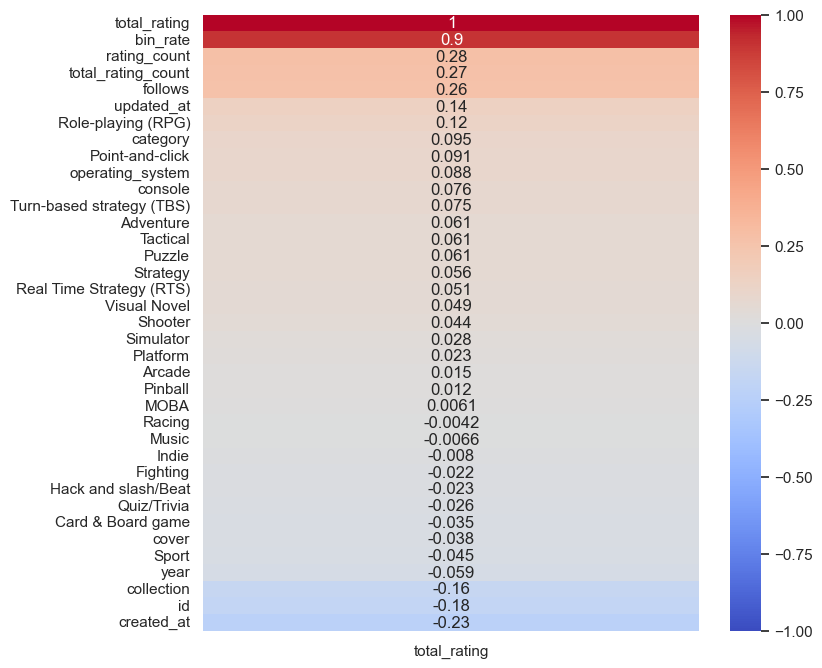 total_rating 1
bin_rate 0.9
rating_count 0.28
total_rating_count 0.27
follows 0.26
updated_at 0.14
Role-playing (RPG) 0.12
category 0.095
Point-and-click 0.091
operating_system 0.088
console 0.076
Turn-based strategy (TBS) 0.075
Adventure 0.061
Tactical 0.061
Puzzle 0.061
Strategy 0.056
Real Time Strategy (RTS) 0.051
Visual Novel 0.049
Shooter 0.044
Simulator 0.028
Platform 0.023
Arcade 0.015
Pinball 0.012
MOBA 0.0061
Racing -0.0042
Music -0.0066
Indie -0.008
Fighting -0.022
Hack and slash/Beat -0.023
Quiz/Trivia -0.026
Card & Board game -0.035
cover -0.038
Sport -0.045
year -0.059
collection -0.16
id -0.18
created_at -0.23
total_rating
1.00
0.75
0.50
0.25
0.00
-0.25
-0.50
-0.75
-1.00